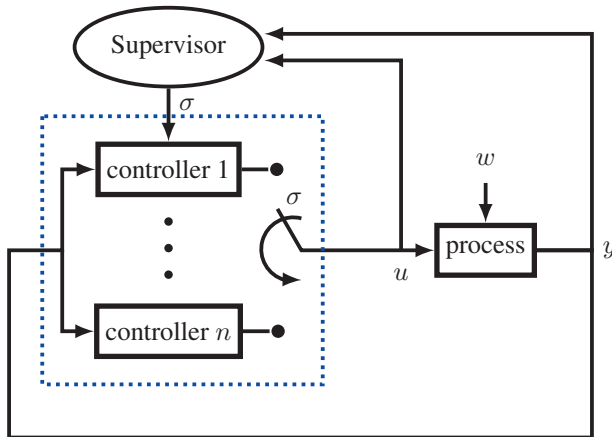 Supervisor
σ
controller 1
w
σ
process
y
u
controller n